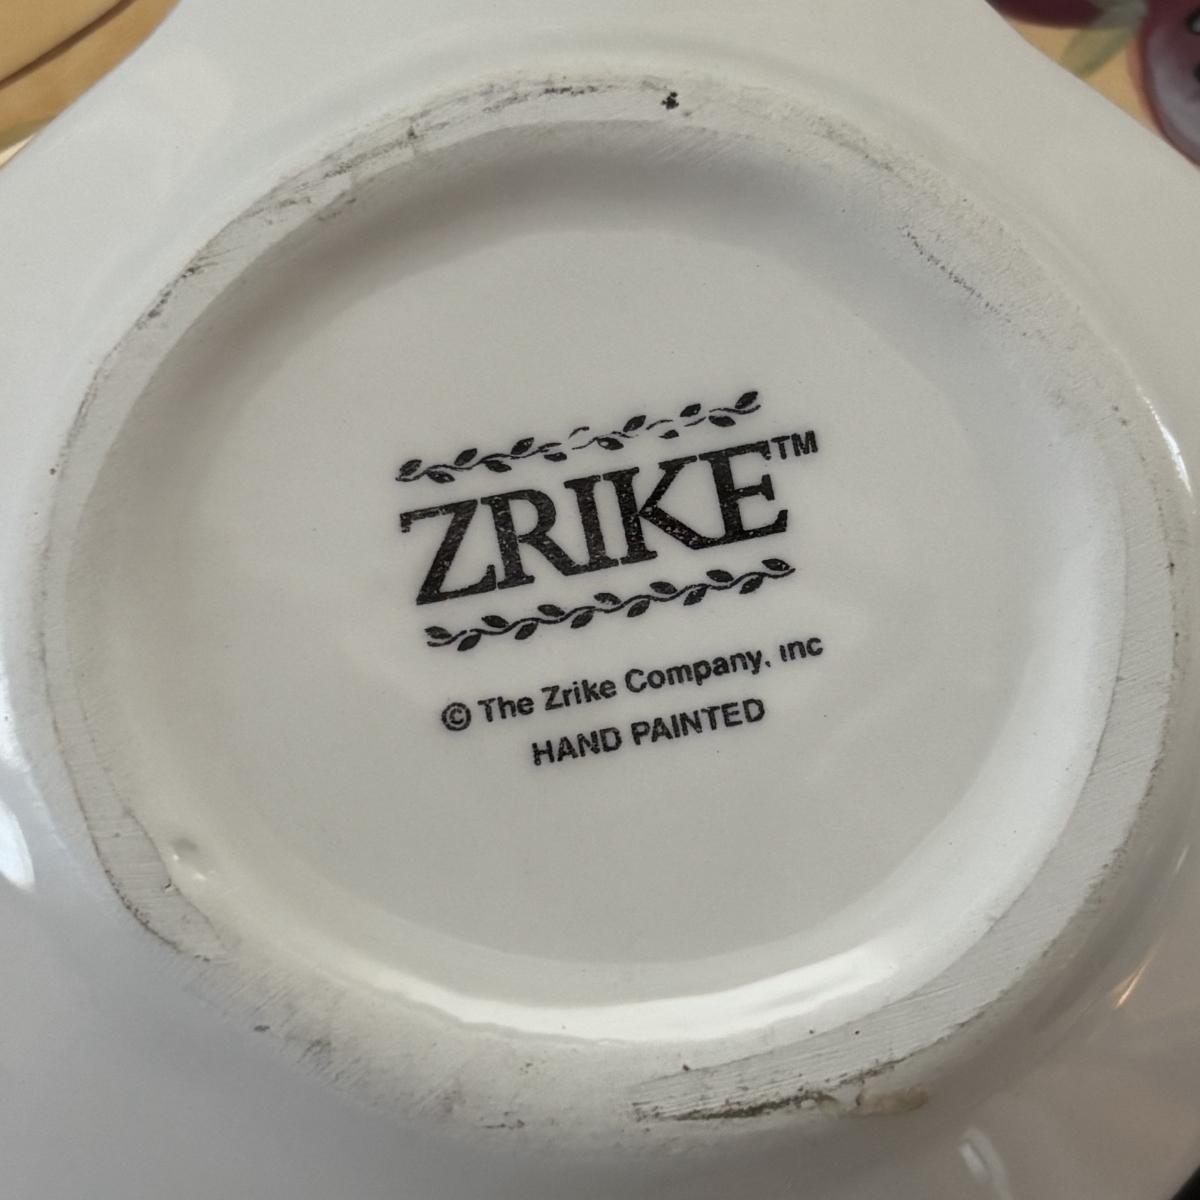 ZRIKE™
© The Zrike Company, Inc
HAND PAINTED